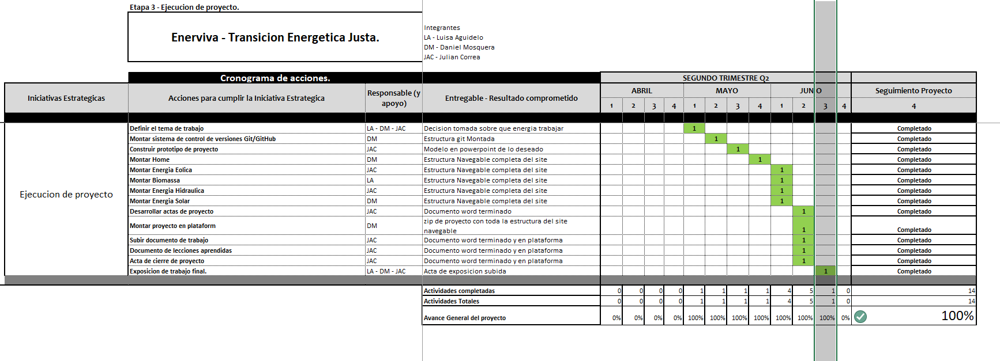 Etapa 3 - Ejecucion de proyecto.
Enerviva - Transicion Energetica Justa.
Integrantes
LA - Luisa Aguidelo
DM - Daniel Mosquera
JAC - Julian Correa
Cronograma de acciones. SEGUNDO TRIMESTRE Q2
Iniciativas Estrategicas Acciones para cumplir la Iniciativa Estrategica Responsable (y apoyo) Entregable - Resultado comprometido ABRIL MAYO JUNIO Seguimiento Proyecto
1 2 3 4 1 2 3 4 1 2 3 4 4
Ejecucion de proyecto
Definir el tema de trabajo LA - DM - JAC Decision tomada sobre que energia trabajar 1 Completado
Montar sistema de control de versiones Git/GitHub DM Estructura git Montada 1 Completado
Construir prototipo de proyecto JAC Modelo en powerpoint de lo deseado 1 Completado
Montar Home DM Estructura Navegable completa del site 1 Completado
Montar Energia Eolica JAC Estructura Navegable completa del site 1 Completado
Montar Biomassa LA Estructura Navegable completa del site 1 Completado
Montar Energia Hidraulica JAC Estructura Navegable completa del site 1 Completado
Montar Energia Solar DM Estructura Navegable completa del site 1 Completado
Desarrollar actas de proyecto JAC Documento word terminado 1 Completado
Montar proyecto en plataform DM zip de proyecto con toda la estructura del site navegable 1 Completado
Subir documento de trabajo JAC Documento word terminado y en plataforma 1 Completado
Documento de lecciones aprendidas JAC Documento word terminado y en plataforma 1 Completado
Acta de cierre de proyecto JAC Documento word terminado y en plataforma 1 Completado
Exposicion de trabajo final. LA - DM - JAC Acta de exposicion subida 1 Completado
Actividades completadas 0 0 0 0 1 1 1 1 4 5 1 0 14
Actividades Totales 0 0 0 0 1 1 1 1 4 5 1 0 14
Avance General del proyecto 0% 0% 0% 0% 100% 100% 100% 100% 100% 100% 100% 0% 100%